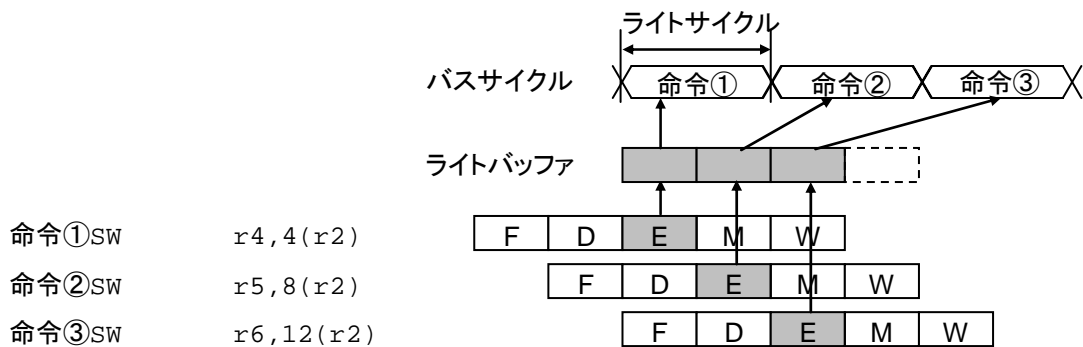 ライトサイクル
バスサイクル 命令① 命令② 命令③
ライトバッファ
命令①SW r4,4(r2) F D E M W
命令②SW r5,8(r2) F D E M W
命令③SW r6,12(r2) F D E M W